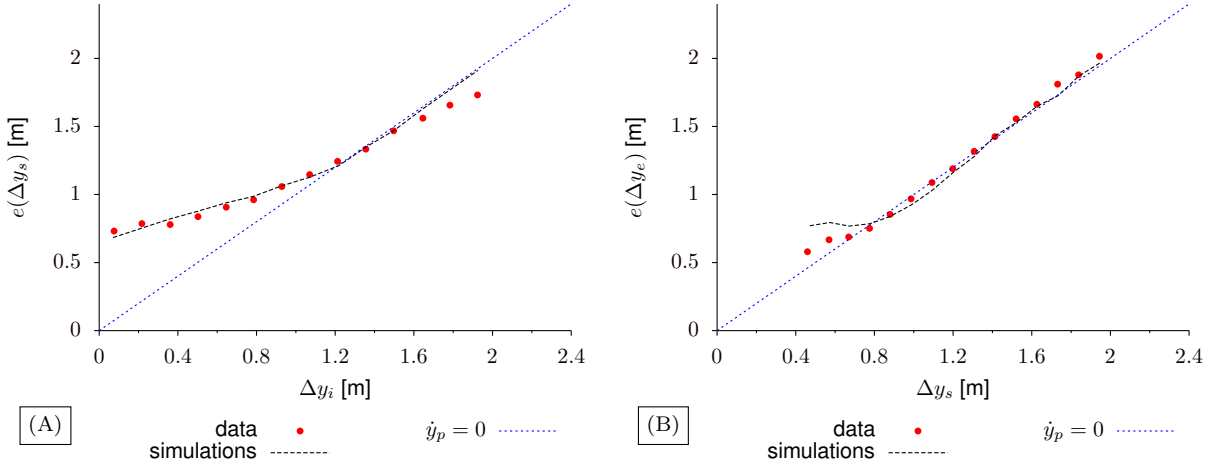 2
1.5
1
0.5
0
e(Δy_s) [m]
0 0.4 0.8 1.2 1.6 2 2.4
Δy_i [m]
(A)
data
simulations
ẏ_p = 0
2
1.5
1
0.5
0
e(Δy_e) [m]
0 0.4 0.8 1.2 1.6 2 2.4
Δy_s [m]
(B)
data
simulations
ẏ_p = 0